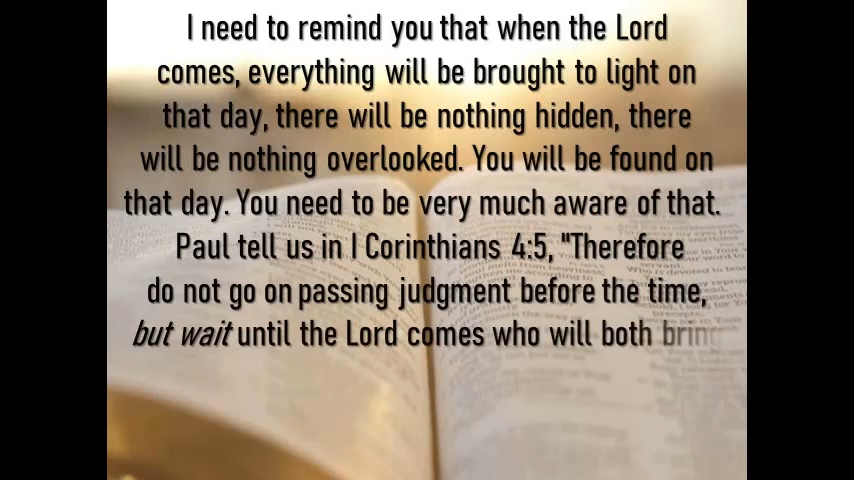 I need to remind you that when the Lord
comes, everything will be brought to light on
that day, there will be nothing hidden, there
will be nothing overlooked. You will be found on
that day. You need to be very much aware of that.
Paul tell us in I Corinthians 4:5, "Therefore
do not go on passing judgment before the time,
but wait until the Lord comes who will both bring